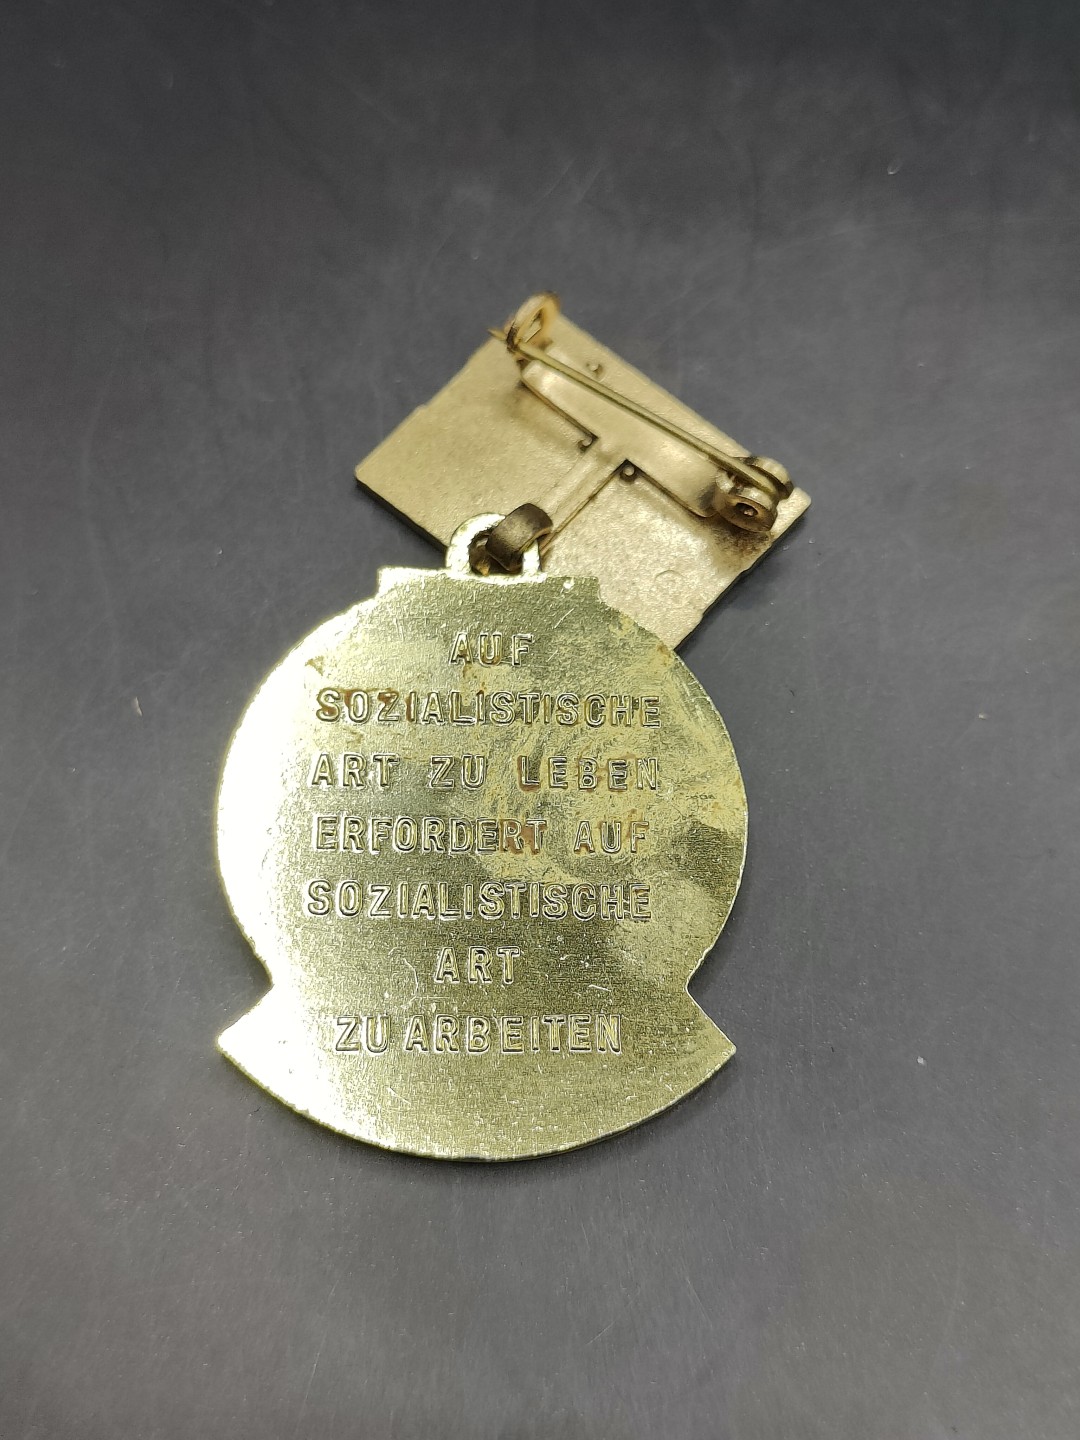 AUF
SOZIALISTISCHE
ART ZU LEBEN
ERFORDERT AUF
SOZIALISTISCHE
ART
ZU ARBEITEN